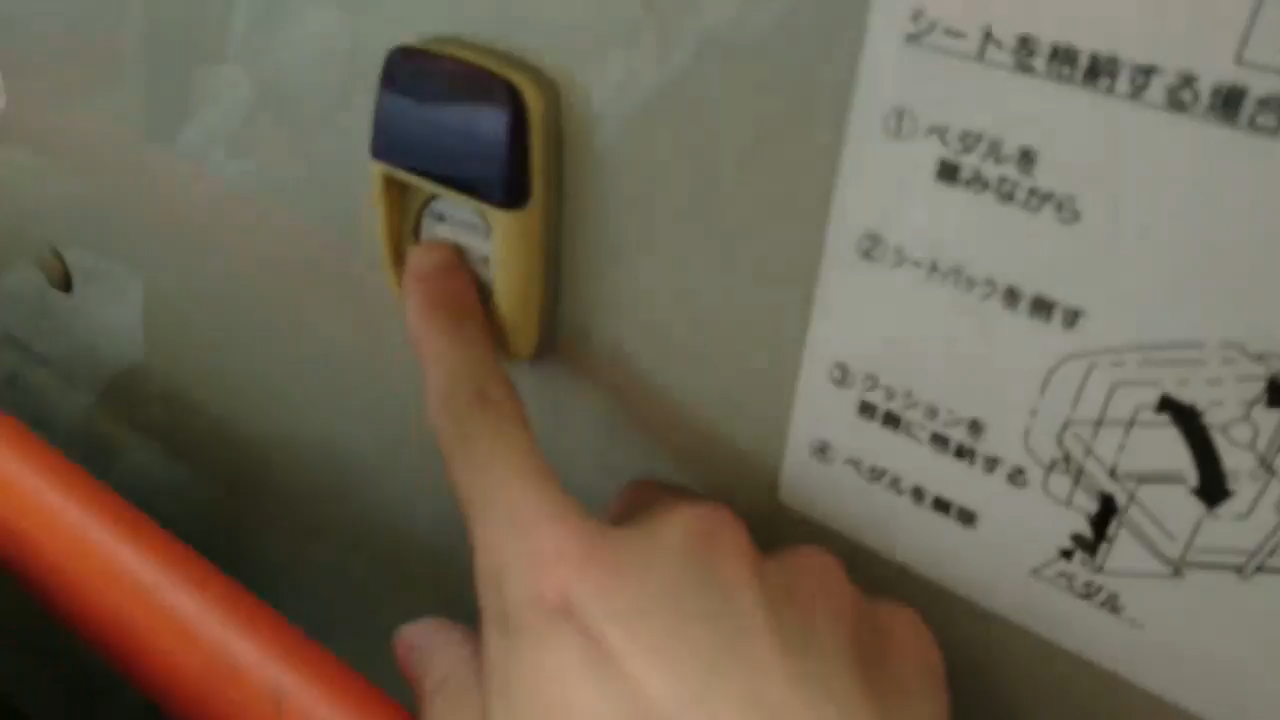 シートを格納する場合
① ペダルを
踏みながら
② シートバックを倒す
③ クッションを
前側に格納する
④ ペダルを解除
ペダル